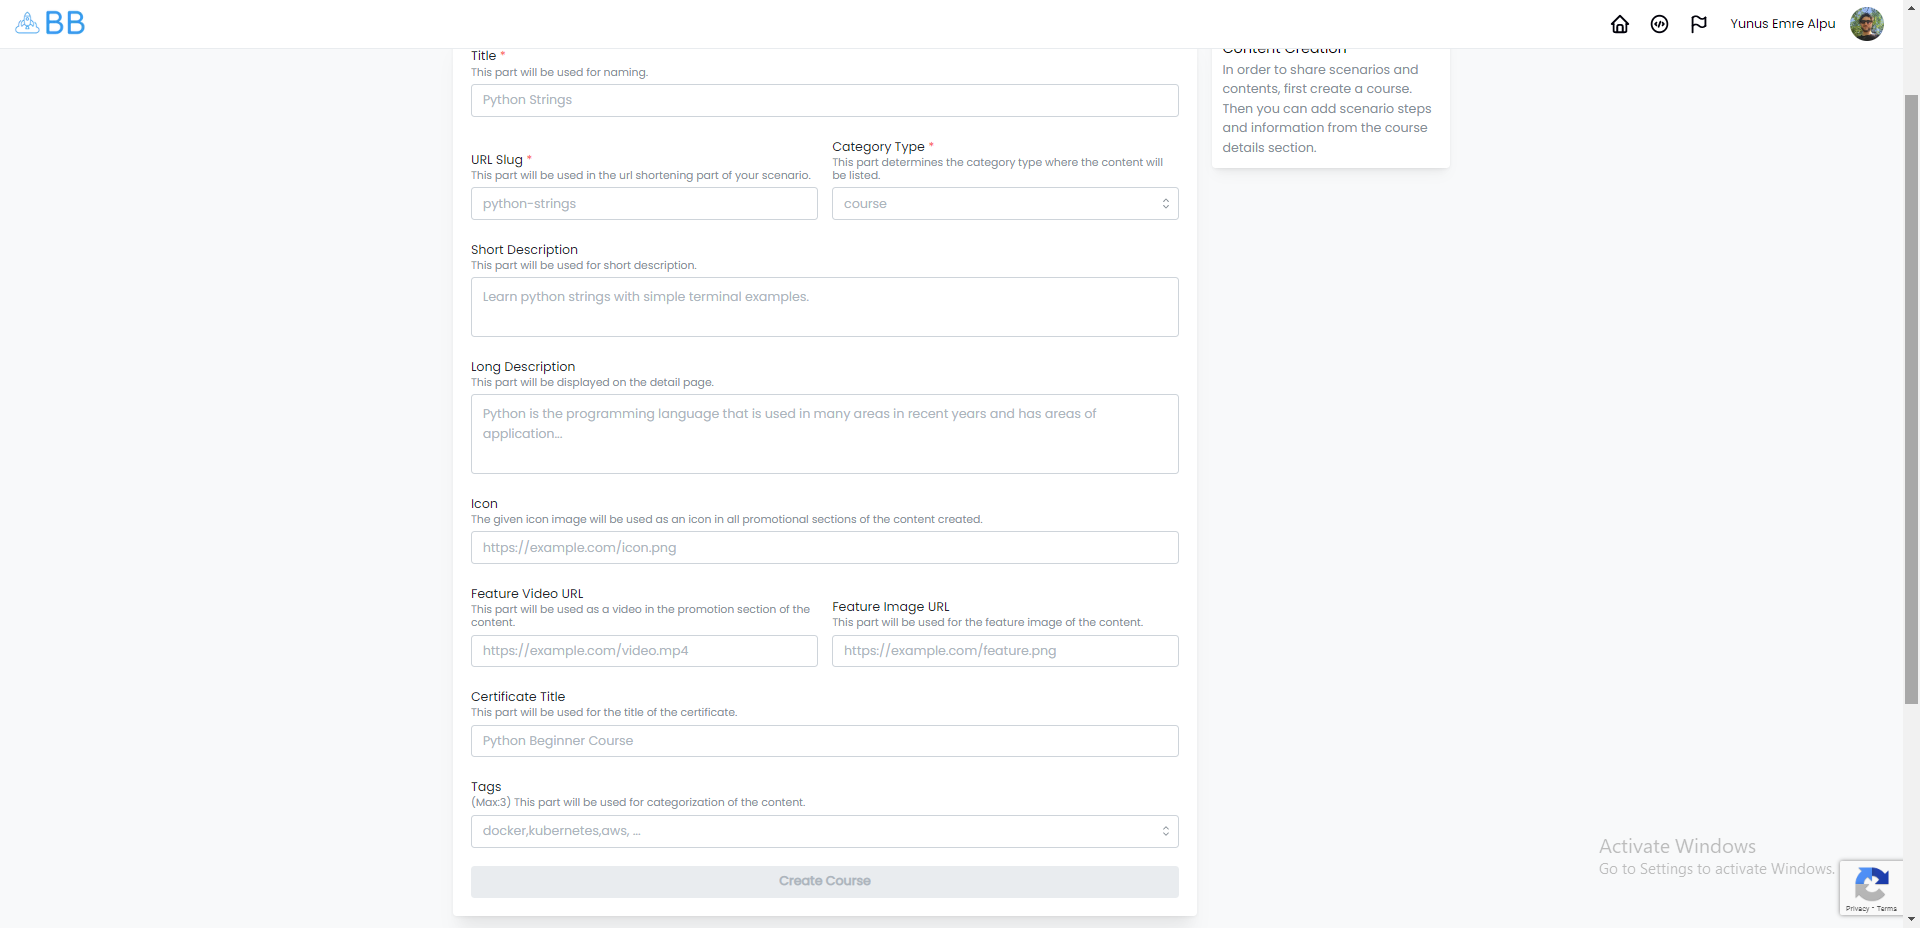 BB
Yunus Emre Alpu
Title *
This part will be used for naming.
Python Strings
URL Slug *
This part will be used in the url shortening part of your scenario.
python-strings
Category Type *
This part determines the category type where the content will
be listed.
course
Short Description
This part will be used for short description.
Learn python strings with simple terminal examples.
Long Description
This part will be displayed on the detail page.
Python is the programming language that is used in many areas in recent years and has areas of
application...
Icon
The given icon image will be used as an icon in all promotional sections of the content created.
https://example.com/icon.png
Feature Video URL
This part will be used as a video in the promotion section of the
content.
https://example.com/video.mp4
Feature Image URL
This part will be used for the feature image of the content.
https://example.com/feature.png
Certificate Title
This part will be used for the title of the certificate.
Python Beginner Course
Tags
(Max:3) This part will be used for categorization of the content.
docker,kubernetes,aws, ...
Create Course
Content Creation
In order to share scenarios and
contents, first create a course.
Then you can add scenario steps
and information from the course
details section.
Activate Windows
Go to Settings to activate Windows.
Privacy - Terms